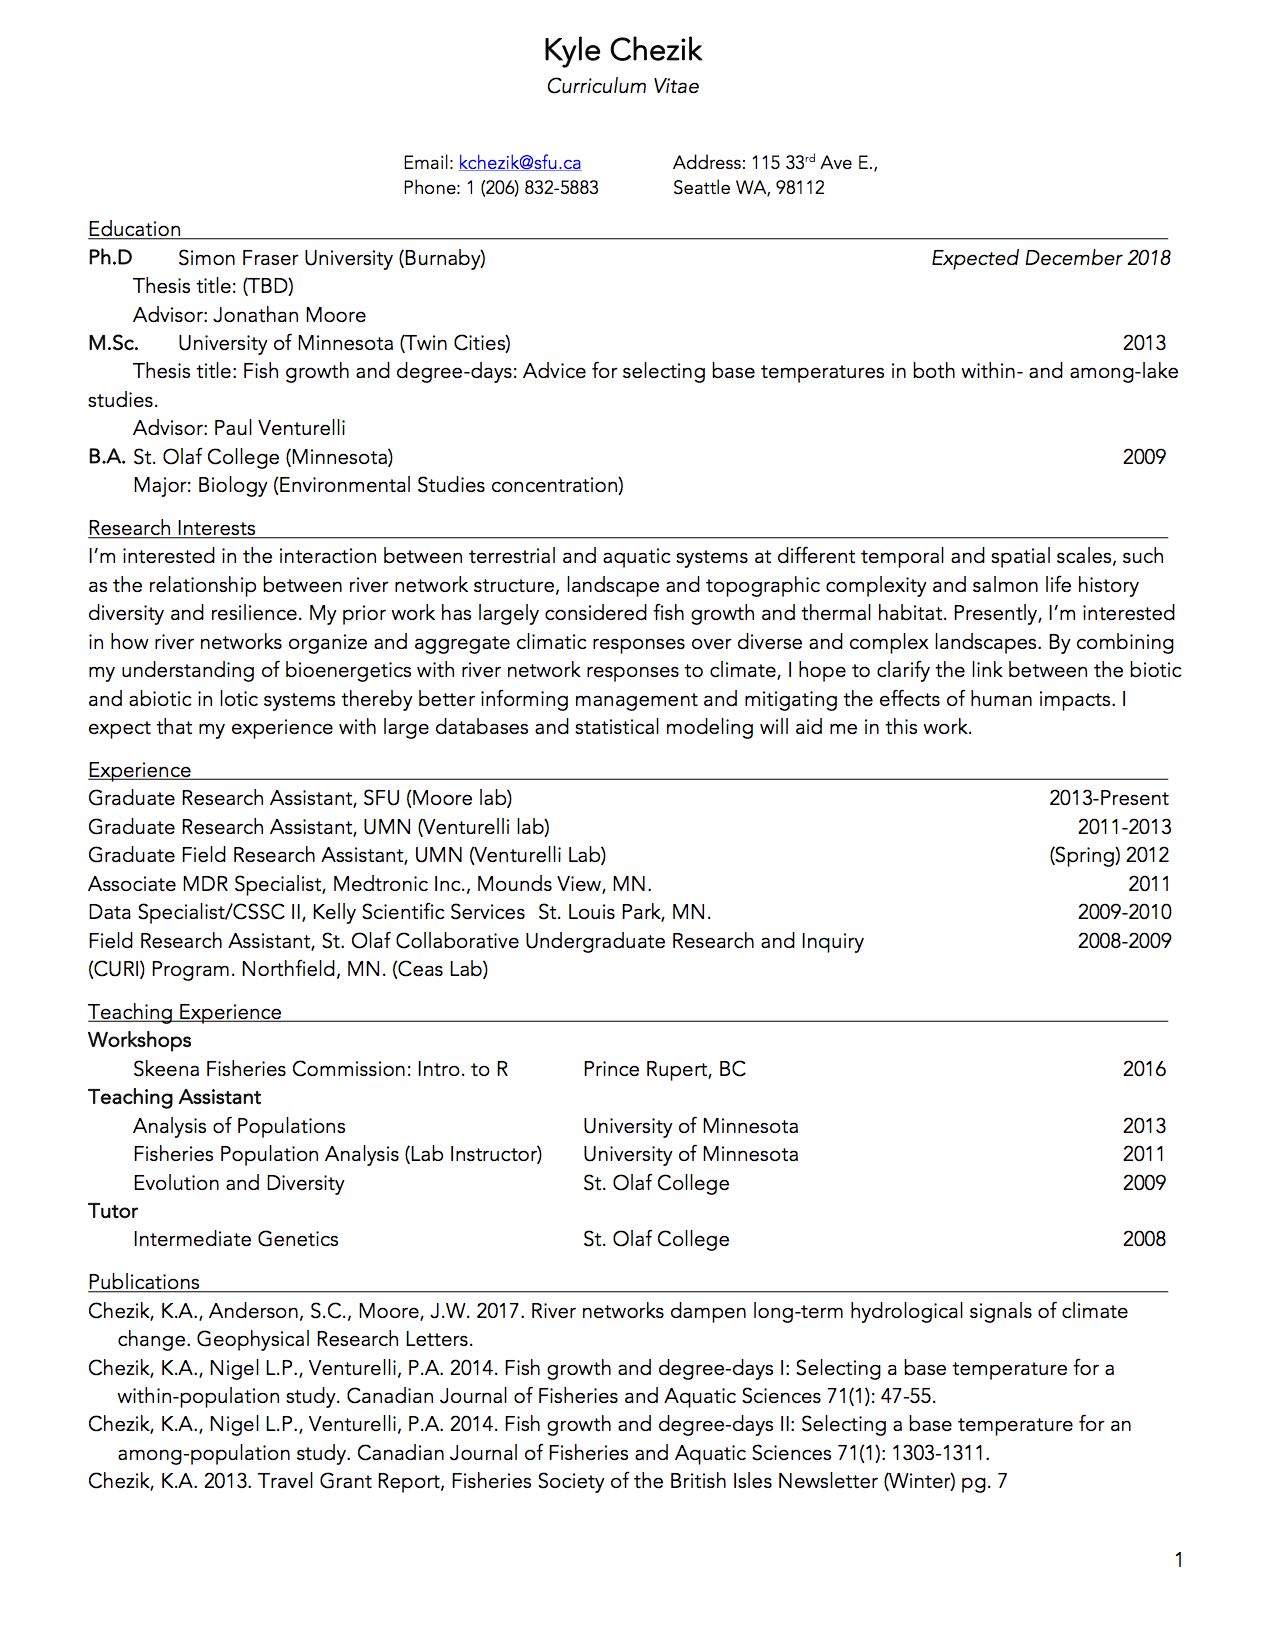 Kyle Chezik
Curriculum Vitae
Email: kchezik@sfu.ca Address: 115 33rd Ave E.,
Phone: 1 (206) 832-5883 Seattle WA, 98112
Education
Ph.D Simon Fraser University (Burnaby) Expected December 2018
Thesis title: (TBD)
Advisor: Jonathan Moore
M.Sc. University of Minnesota (Twin Cities) 2013
Thesis title: Fish growth and degree-days: Advice for selecting base temperatures in both within- and among-lake
studies.
Advisor: Paul Venturelli
B.A. St. Olaf College (Minnesota) 2009
Major: Biology (Environmental Studies concentration)
Research Interests
I’m interested in the interaction between terrestrial and aquatic systems at different temporal and spatial scales, such
as the relationship between river network structure, landscape and topographic complexity and salmon life history
diversity and resilience. My prior work has largely considered fish growth and thermal habitat. Presently, I’m interested
in how river networks organize and aggregate climatic responses over diverse and complex landscapes. By combining
my understanding of bioenergetics with river network responses to climate, I hope to clarify the link between the biotic
and abiotic in lotic systems thereby better informing management and mitigating the effects of human impacts. I
expect that my experience with large databases and statistical modeling will aid me in this work.
Experience
Graduate Research Assistant, SFU (Moore lab) 2013-Present
Graduate Research Assistant, UMN (Venturelli lab) 2011-2013
Graduate Field Research Assistant, UMN (Venturelli Lab) (Spring) 2012
Associate MDR Specialist, Medtronic Inc., Mounds View, MN. 2011
Data Specialist/CSSC II, Kelly Scientific Services St. Louis Park, MN. 2009-2010
Field Research Assistant, St. Olaf Collaborative Undergraduate Research and Inquiry 2008-2009
(CURI) Program. Northfield, MN. (Ceas Lab)
Teaching Experience
Workshops
Skeena Fisheries Commission: Intro. to R Prince Rupert, BC 2016
Teaching Assistant
Analysis of Populations University of Minnesota 2013
Fisheries Population Analysis (Lab Instructor) University of Minnesota 2011
Evolution and Diversity St. Olaf College 2009
Tutor
Intermediate Genetics St. Olaf College 2008
Publications
Chezik, K.A., Anderson, S.C., Moore, J.W. 2017. River networks dampen long-term hydrological signals of climate
change. Geophysical Research Letters.
Chezik, K.A., Nigel L.P., Venturelli, P.A. 2014. Fish growth and degree-days I: Selecting a base temperature for a
within-population study. Canadian Journal of Fisheries and Aquatic Sciences 71(1): 47-55.
Chezik, K.A., Nigel L.P., Venturelli, P.A. 2014. Fish growth and degree-days II: Selecting a base temperature for an
among-population study. Canadian Journal of Fisheries and Aquatic Sciences 71(1): 1303-1311.
Chezik, K.A. 2013. Travel Grant Report, Fisheries Society of the British Isles Newsletter (Winter) pg. 7
1